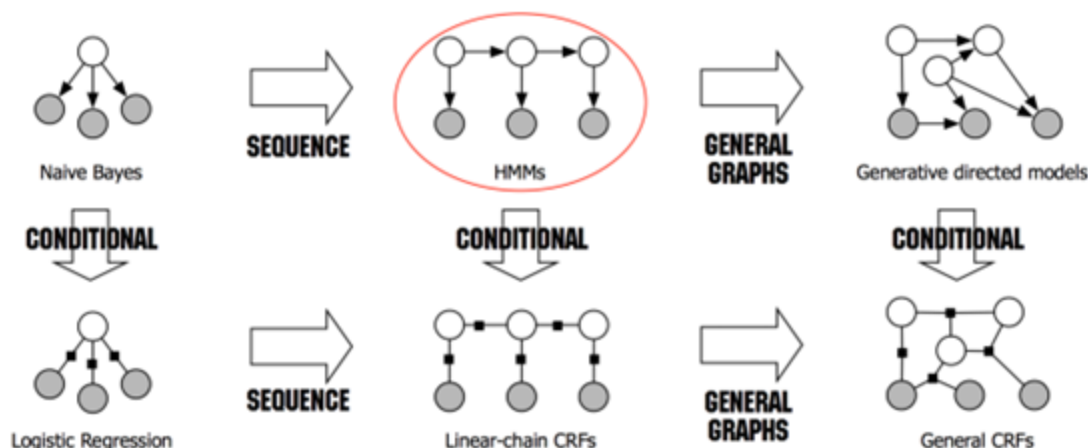 SEQUENCE
GENERAL
GRAPHS
Naive Bayes
HMMs
Generative directed models
CONDITIONAL
CONDITIONAL
CONDITIONAL
SEQUENCE
GENERAL
GRAPHS
Logistic Regression
Linear-chain CRFs
General CRFs